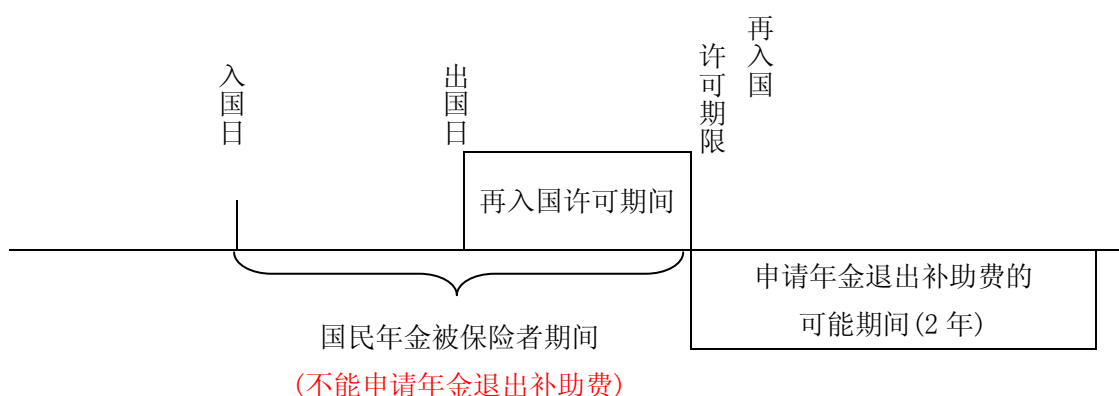 入国日
出国日
再入国
许可期限
再入国许可期间
申请年金退出补助费的
可能期间(2 年)
国民年金被保险者期间
(不能申请年金退出补助费)